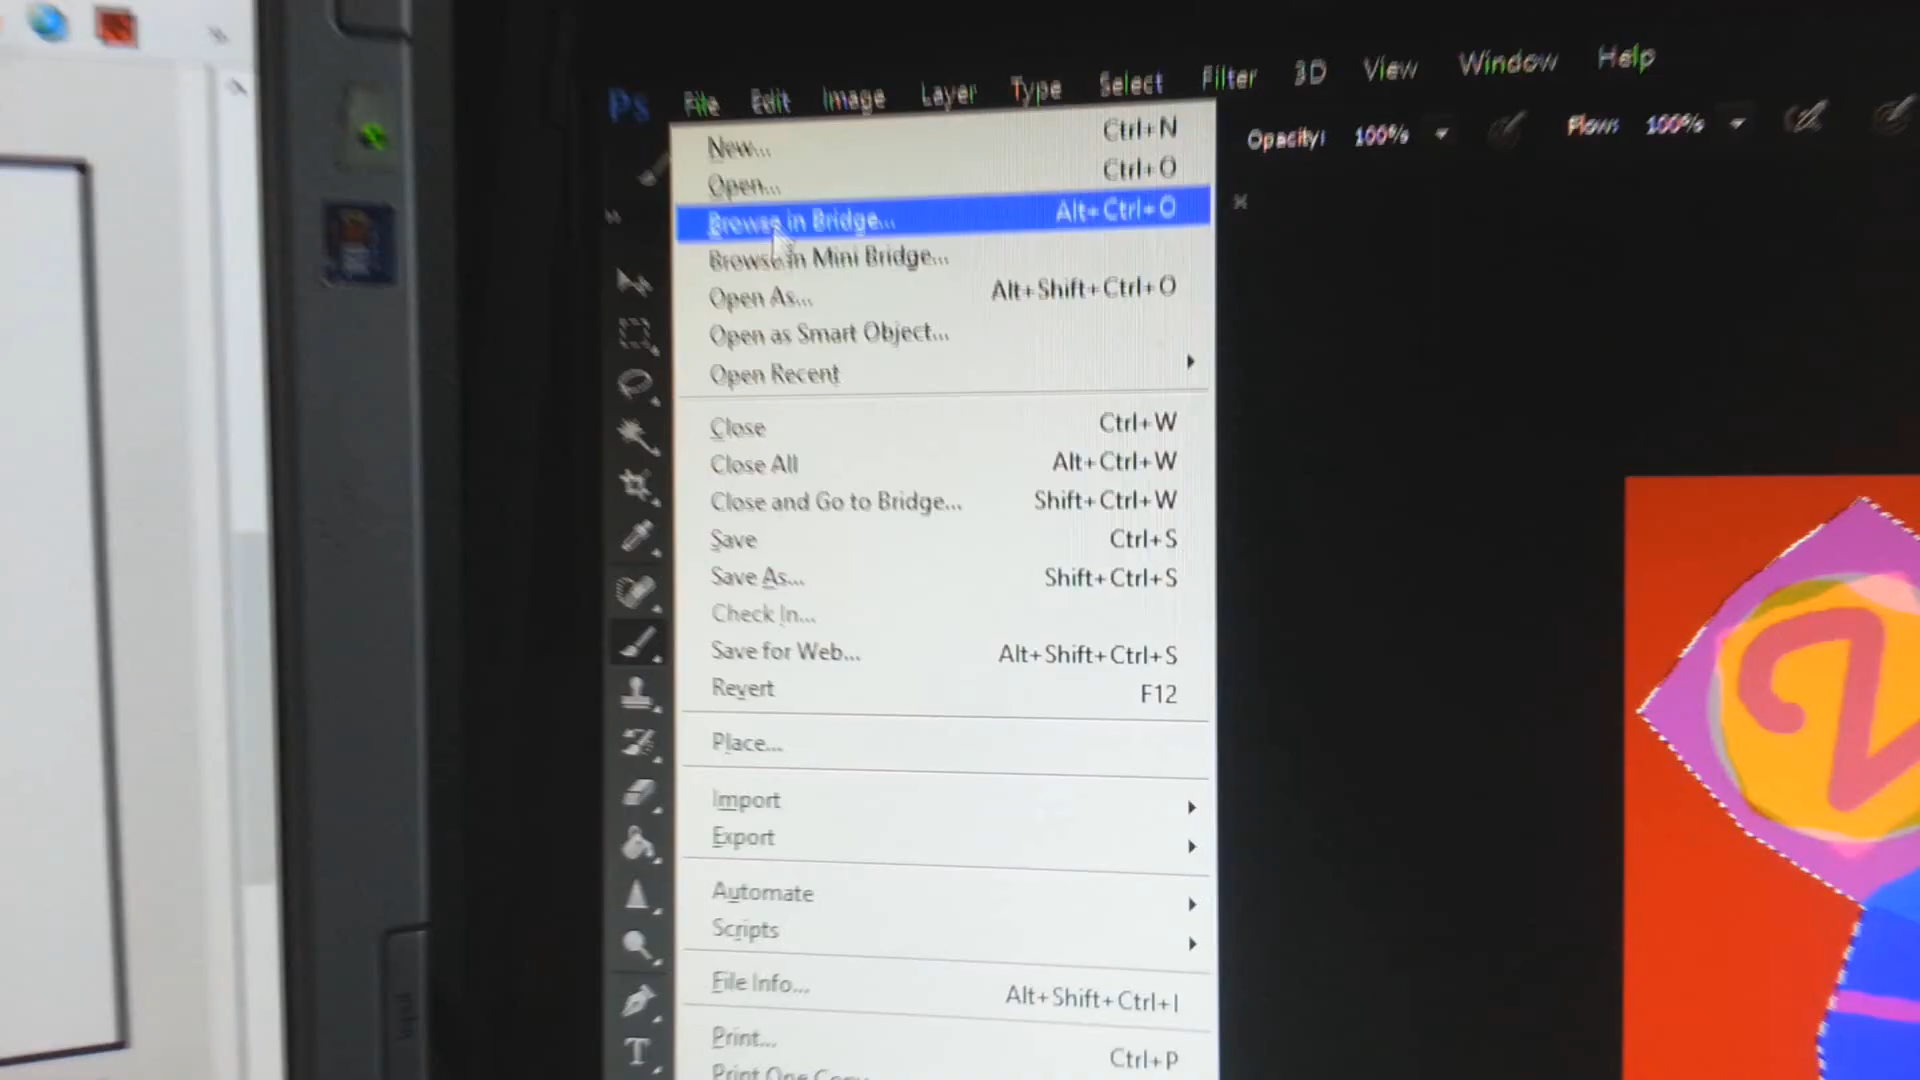 Ps File Edit Image Layer Type Select Filter 3D View Window Help
Opacity: 100% Flow: 100%
New... Ctrl+N
Open... Ctrl+O
Browse in Bridge... Alt+Ctrl+O
Browse in Mini Bridge...
Open As... Alt+Shift+Ctrl+O
Open as Smart Object...
Open Recent
Close Ctrl+W
Close All Alt+Ctrl+W
Close and Go to Bridge... Shift+Ctrl+W
Save Ctrl+S
Save As... Shift+Ctrl+S
Check In...
Save for Web... Alt+Shift+Ctrl+S
Revert F12
Place...
Import
Export
Automate
Scripts
File Info... Alt+Shift+Ctrl+I
Print... Ctrl+P
Print One Copy